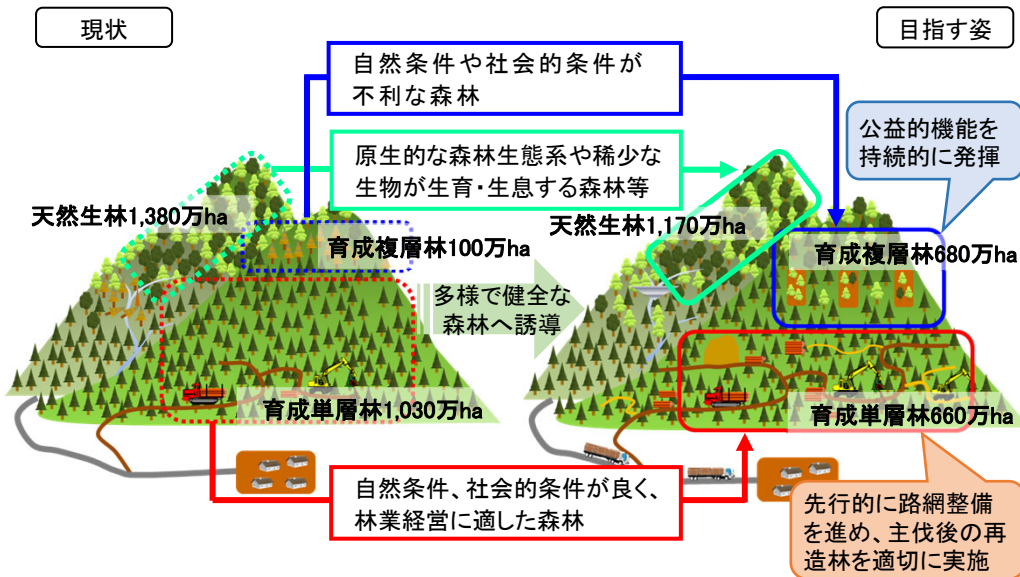 現状
目指す姿
自然条件や社会的条件が
不利な森林
原生的な森林生態系や稀少な
生物が生育・生息する森林等
公益的機能を
持続的に発揮
天然生林1,380万ha
育成複層林100万ha
育成単層林1,030万ha
多様で健全な
森林へ誘導
天然生林1,170万ha
育成複層林680万ha
育成単層林660万ha
自然条件、社会的条件が良く、
林業経営に適した森林
先行的に路網整備
を進め、主伐後の再
造林を適切に実施